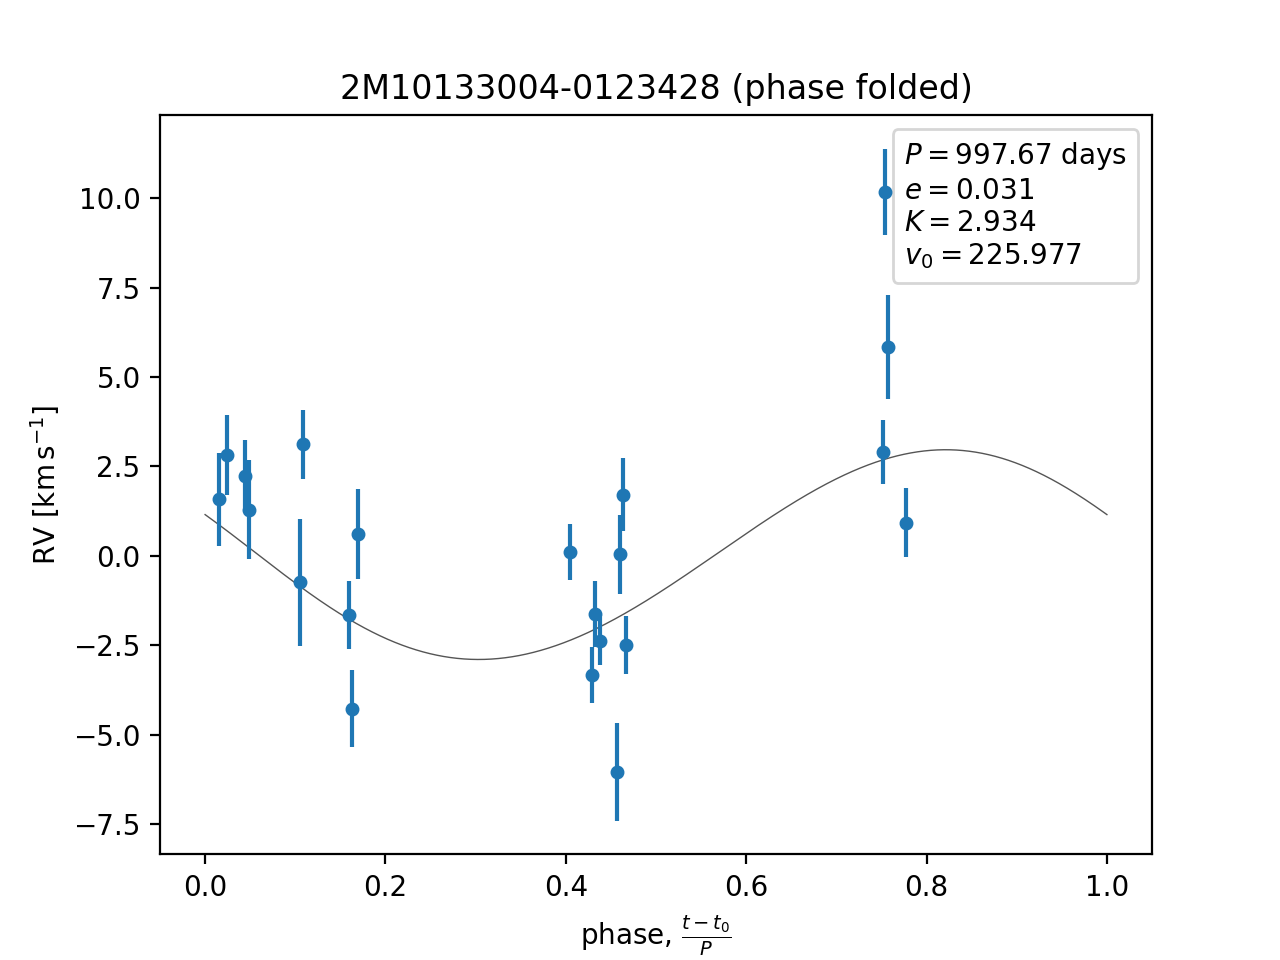 2M10133004-0123428 (phase folded)
P = 997.67 days
e = 0.031
K = 2.934
v₀ = 225.977
10.0
7.5
5.0
2.5
0.0
−2.5
−5.0
−7.5
RV [km s⁻¹]
0.0 0.2 0.4 0.6 0.8 1.0
phase, (t − t₀)/P